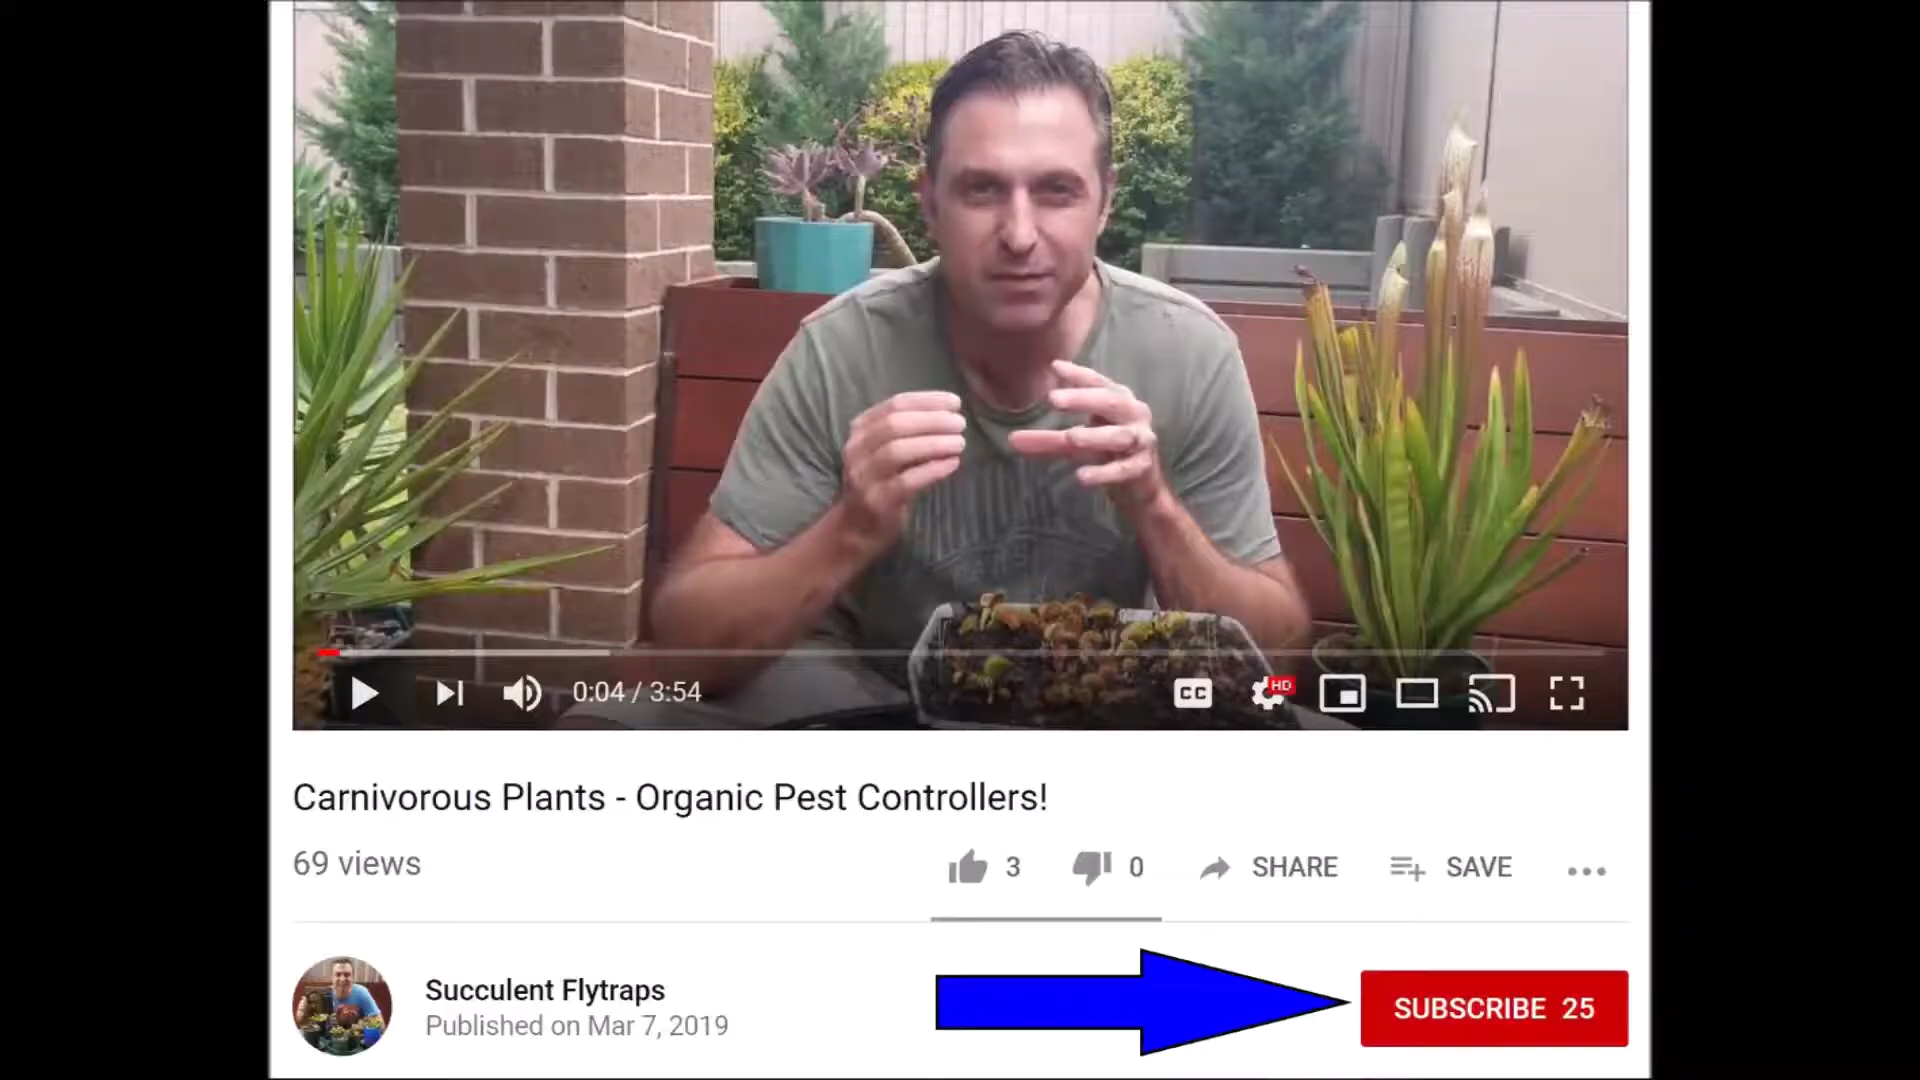 0:04 / 3:54
CC
HD
Carnivorous Plants - Organic Pest Controllers!
69 views
3
0
SHARE
SAVE
Succulent Flytraps
Published on Mar 7, 2019
SUBSCRIBE 25